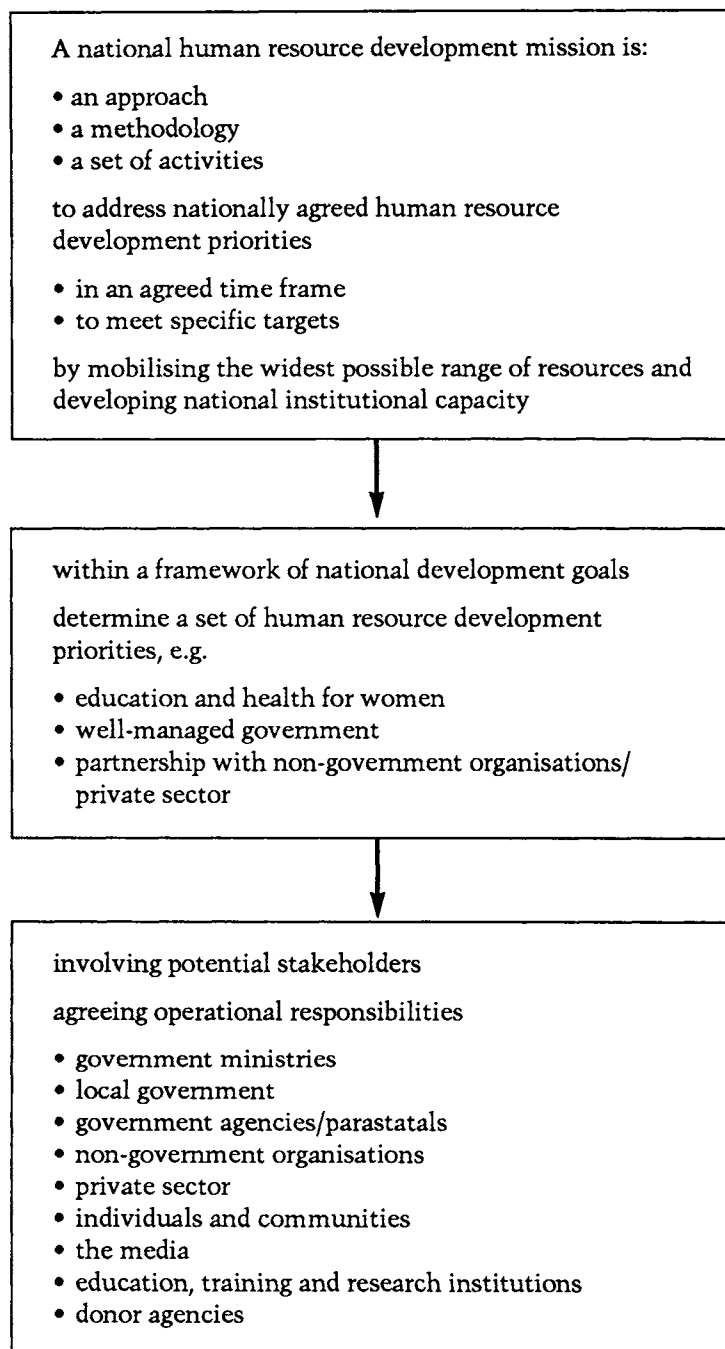 A national human resource development mission is:
• an approach
• a methodology
• a set of activities
to address nationally agreed human resource
development priorities
• in an agreed time frame
• to meet specific targets
by mobilising the widest possible range of resources and
developing national institutional capacity
within a framework of national development goals
determine a set of human resource development
priorities, e.g.
• education and health for women
• well-managed government
• partnership with non-government organisations/
private sector
involving potential stakeholders
agreeing operational responsibilities
• government ministries
• local government
• government agencies/parastatals
• non-government organisations
• private sector
• individuals and communities
• the media
• education, training and research institutions
• donor agencies